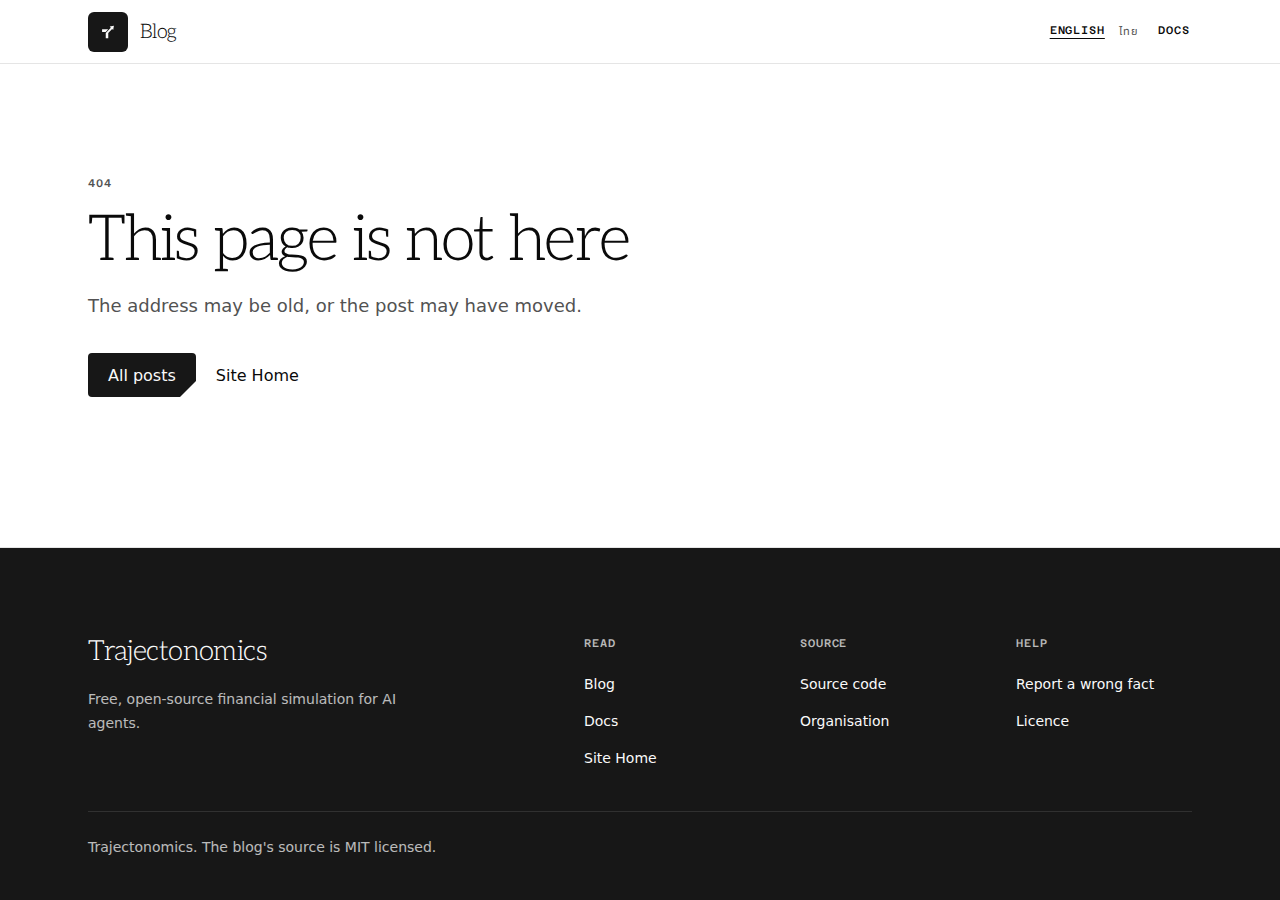 Blog
ENGLISH ไทย DOCS
404
This page is not here
The address may be old, or the post may have moved.
All posts Site Home
Trajectonomics
Free, open-source financial simulation for AI
agents.
READ
Blog
Docs
Site Home
SOURCE
Source code
Organisation
HELP
Report a wrong fact
Licence
Trajectonomics. The blog's source is MIT licensed.